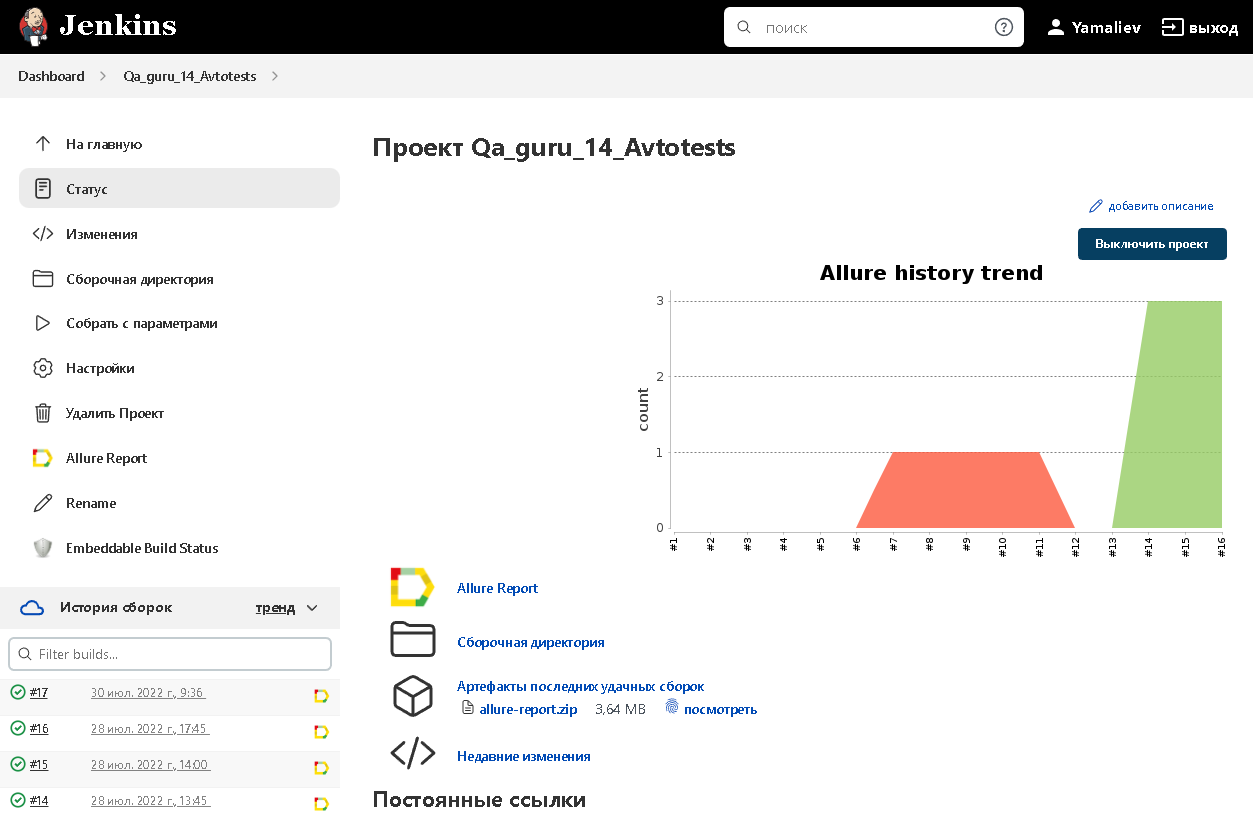 Jenkins
поиск
Yamaliev
выход
Dashboard
Qa_guru_14_Avtotests
На главную
Статус
Изменения
Сборочная директория
Собрать с параметрами
Настройки
Удалить Проект
Allure Report
Rename
Embeddable Build Status
История сборок
тренд
Filter builds...
#17 30 июл. 2022 г., 9:36
#16 28 июл. 2022 г., 17:45
#15 28 июл. 2022 г., 14:00
#14 28 июл. 2022 г., 13:45
Проект Qa_guru_14_Avtotests
добавить описание
Выключить проект
Allure history trend
count
3
2
1
0
#1 #2 #3 #4 #5 #6 #7 #8 #9 #10 #11 #12 #13 #14 #15 #16
Allure Report
Сборочная директория
Артефакты последних удачных сборок
allure-report.zip 3,64 MB посмотреть
Недавние изменения
Постоянные ссылки